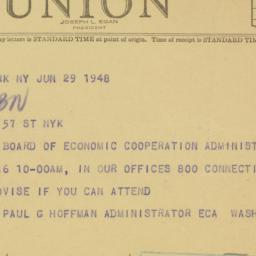 UNION
JOSEPH L. EGAN
PRESIDENT
letters is STANDARD TIME at point of origin. Time of receipt is STANDARD
NK NY JUN 29 1948
57 ST NYK
BOARD OF ECONOMIC COOPERATION ADMINIST
6 10-00AM, IN OUR OFFICES 800 CONNECTI
DVISE IF YOU CAN ATTEND
PAUL G HOFFMAN ADMINISTRATOR ECA WASH